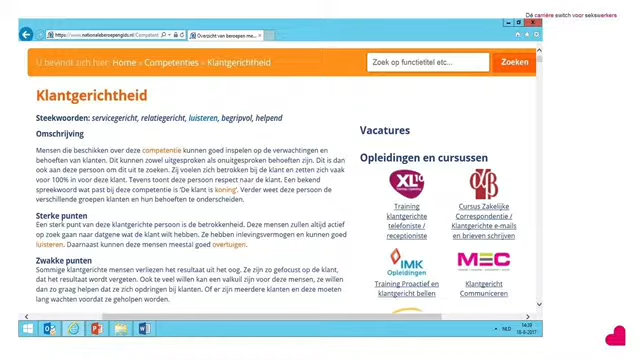 Dé carrière switch voor sekswerkers
https://www.nationaleberoepengids.nl/Competent
Overzicht van beroepen me...
U bevindt zich hier: Home » Competenties » Klantgerichtheid
Zoek op functietitel etc...
Zoeken
Klantgerichtheid
Steekwoorden: servicegericht, relatiegericht, luisteren, begripvol, helpend
Omschrijving
Mensen die beschikken over deze competentie kunnen goed inspelen op de verwachtingen en
behoeften van klanten. Dit kunnen zowel uitgesproken als onuitgesproken behoeften zijn. Dit is dan
ook aan deze persoon om dit uit te zoeken. Zij voelen zich betrokken bij de klant en zetten zich vaak
voor 100% in voor deze klant. Tevens toont deze persoon respect naar de klant. Een bekend
spreekwoord wat past bij deze competentie is 'De klant is koning'. Verder weet deze persoon de
verschillende groepen klanten en hun behoeften te onderscheiden.
Sterke punten
Een sterk punt van deze klantgerichte persoon is de betrokkenheid. Deze mensen zullen altijd actief
op zoek gaan naar datgene wat de klant wil hebben. Ze hebben inlevingsvermogen en kunnen goed
luisteren. Daarnaast kunnen deze mensen meestal goed overtuigen.
Zwakke punten
Sommige klantgerichte mensen verliezen het resultaat uit het oog. Ze zijn zo gefocust op de klant,
dat het resultaat wordt vergeten. Ook te veel willen kan een valkuil voor deze mensen zijn, ze willen
dan zo graag helpen dat ze zich opdringen bij klanten. Of er zijn meerdere klanten en deze moeten
lang wachten voordat ze geholpen worden.
Vacatures
Opleidingen en cursussen
XL10
Training
klantgerichte
telefoniste /
receptioniste
Cursus Zakelijke
Correspondentie /
Klantgerichte e-mails
en brieven schrijven
IMK
Opleidingen
Training Proactief en
klantgericht bellen
MEC
Klantgericht
Communiceren
NLD
14:38
18-8-2017